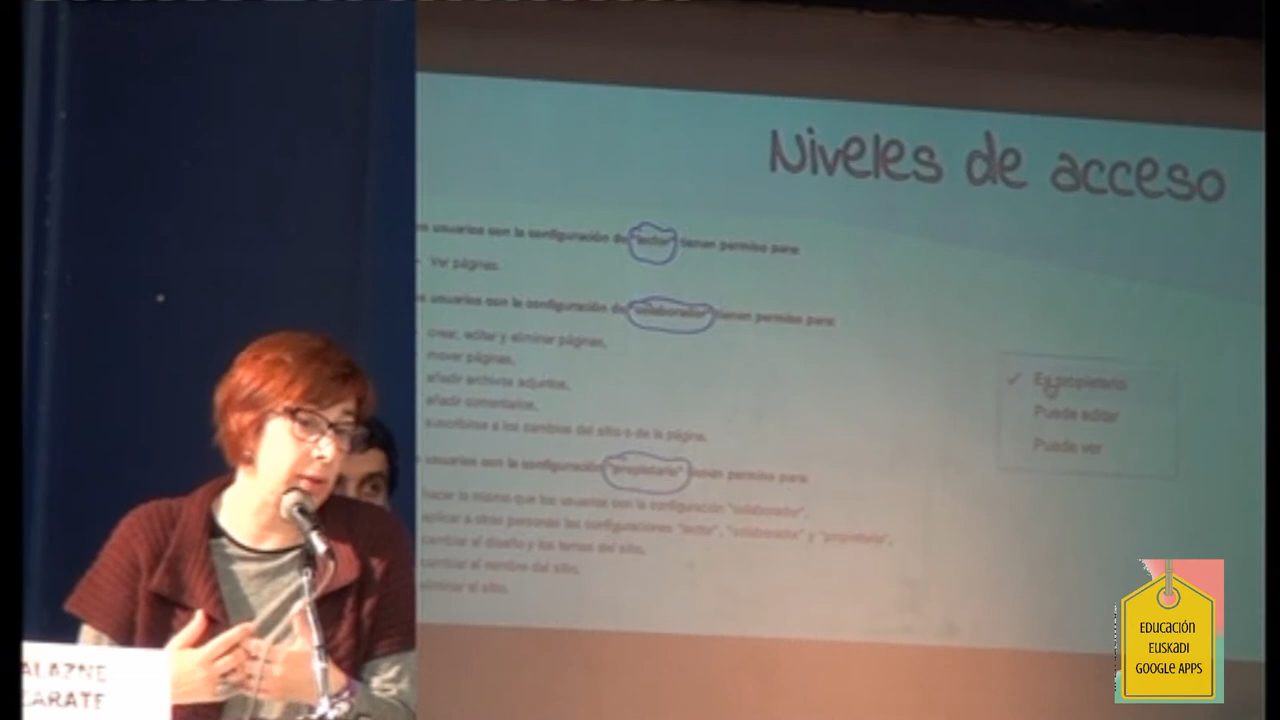 Niveles de acceso
usuarios con la configuración de "lector" tienen permiso para:
Ver páginas.
usuarios con la configuración de "colaborador" tienen permiso para:
crear, editar y eliminar páginas,
mover páginas,
añadir archivos adjuntos,
añadir comentarios,
suscribirse a los cambios del sitio o de la página.
usuarios con la configuración "propietario" tienen permiso para:
hacer lo mismo que los usuarios con la configuración "colaborador",
aplicar a otras personas las configuraciones "lector", "colaborador" y "propietario",
cambiar el diseño y los temas del sitio,
cambiar el nombre del sitio,
eliminar el sitio.
✓ Es propietario
Puede editar
Puede ver
ALAZNE
ZARATE
EDUCACIÓN
EUSKADI
GOOGLE APPS